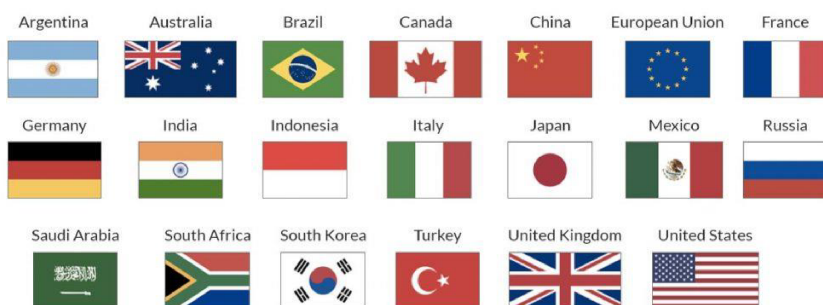 Argentina Australia Brazil Canada China European Union France
Germany India Indonesia Italy Japan Mexico Russia
Saudi Arabia South Africa South Korea Turkey United Kingdom United States